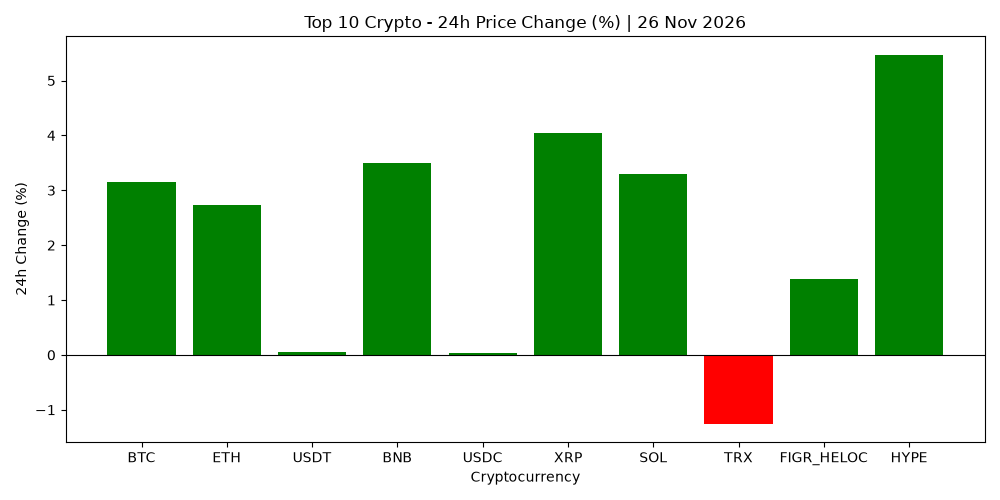 Top 10 Crypto - 24h Price Change (%) | 26 Nov 2026
24h Change (%)
5
4
3
2
1
0
−1
BTC ETH USDT BNB USDC XRP SOL TRX FIGR_HELOC HYPE
Cryptocurrency